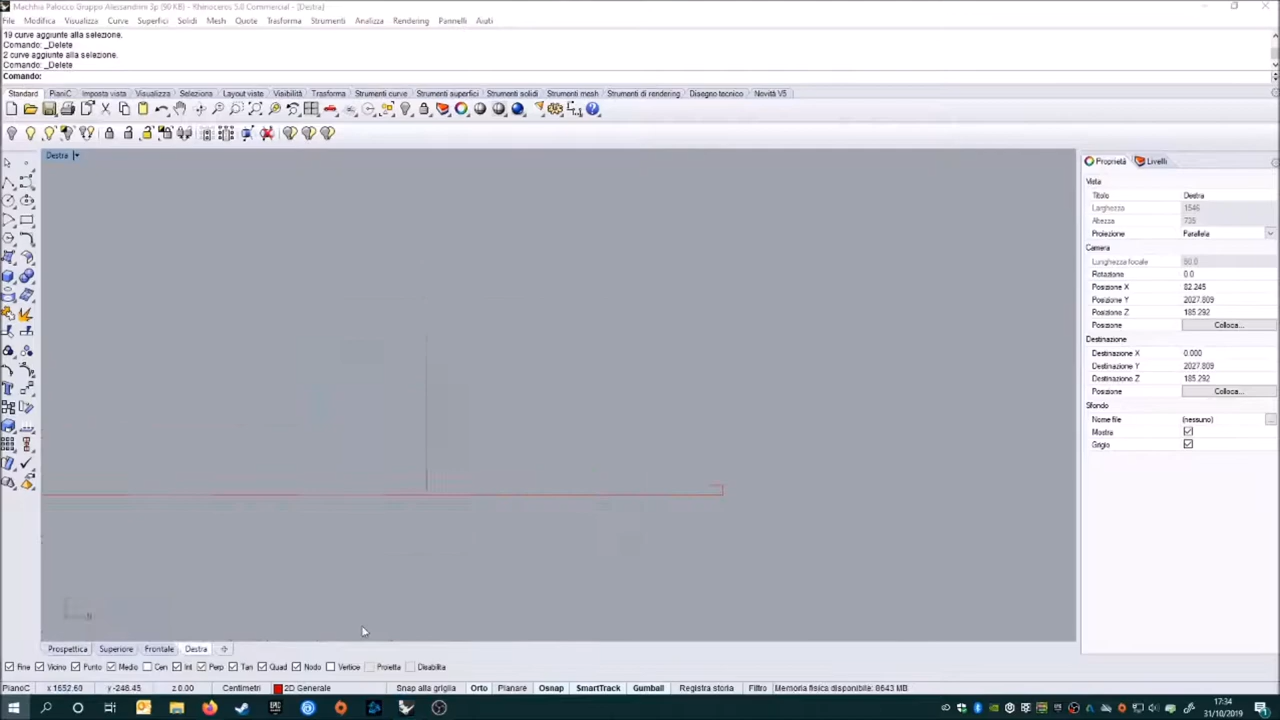 Machhia Palocco Gruppo Alessandrini 3p (90 KB) - Rhinoceros 5.0 Commercial - [Destra]
File Modifica Visualizza Curve Superfici Solidi Mesh Quote Trasforma Strumenti Analizza Rendering Pannelli Aiuti
19 curve aggiunte alla selezione.
Comando: _Delete
2 curve aggiunte alla selezione.
Comando: _Delete
Comando:
Standard PianiC Imposta vista Visualizza Seleziona Layout viste Visibilità Trasforma Strumenti curve Strumenti superfici Strumenti solidi Strumenti mesh Strumenti di rendering Disegno tecnico Novità V5
Destra
Proprietà Livelli
Vista
Titolo Destra
Larghezza 1546
Altezza 735
Proiezione Parallela
Camera
Lunghezza focale 50.0
Rotazione 0.0
Posizione X 82.245
Posizione Y 2027.809
Posizione Z 185.292
Posizione Colloca...
Destinazione
Destinazione X 0.000
Destinazione Y 2027.809
Destinazione Z 185.292
Posizione Colloca...
Sfondo
Nome file (nessuno)
Mostra
Grigio
Prospettica Superiore Frontale Destra
Fine Vicino Punto Medio Cen Int Perp Tan Quad Nodo Vertice Proietta Disabilita
PianoC x 1652.60 y -246.45 z 0.00 Centimetri 2D Generale Snap alla griglia Orto Planare Osnap SmartTrack Gumball Registra storia Filtro Memoria fisica disponibile: 8643 MB
17:34
31/10/2019